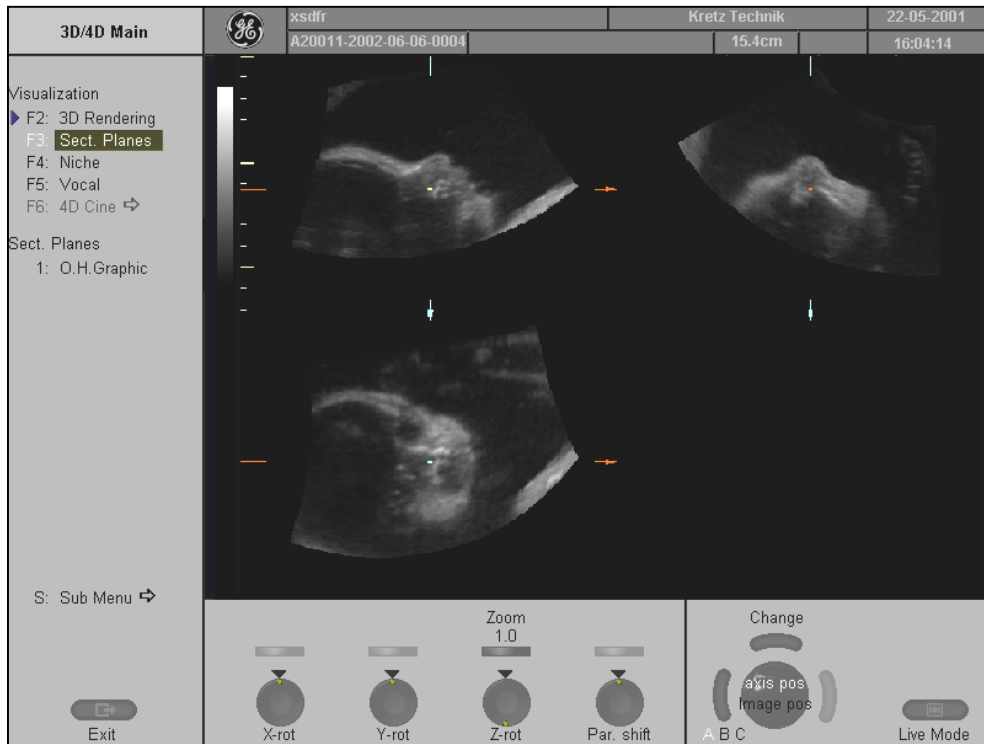 3D/4D Main
xsdfr Kretz Technik 22-05-2001
A20011-2002-06-06-0004 15.4cm 16:04:14
Visualization
F2: 3D Rendering
F3: Sect. Planes
F4: Niche
F5: Vocal
F6: 4D Cine
Sect. Planes
1: O.H.Graphic
S: Sub Menu
Exit
Zoom
1.0
X-rot Y-rot Z-rot Par. shift
Change
axis pos
Image pos
A B C
Live Mode